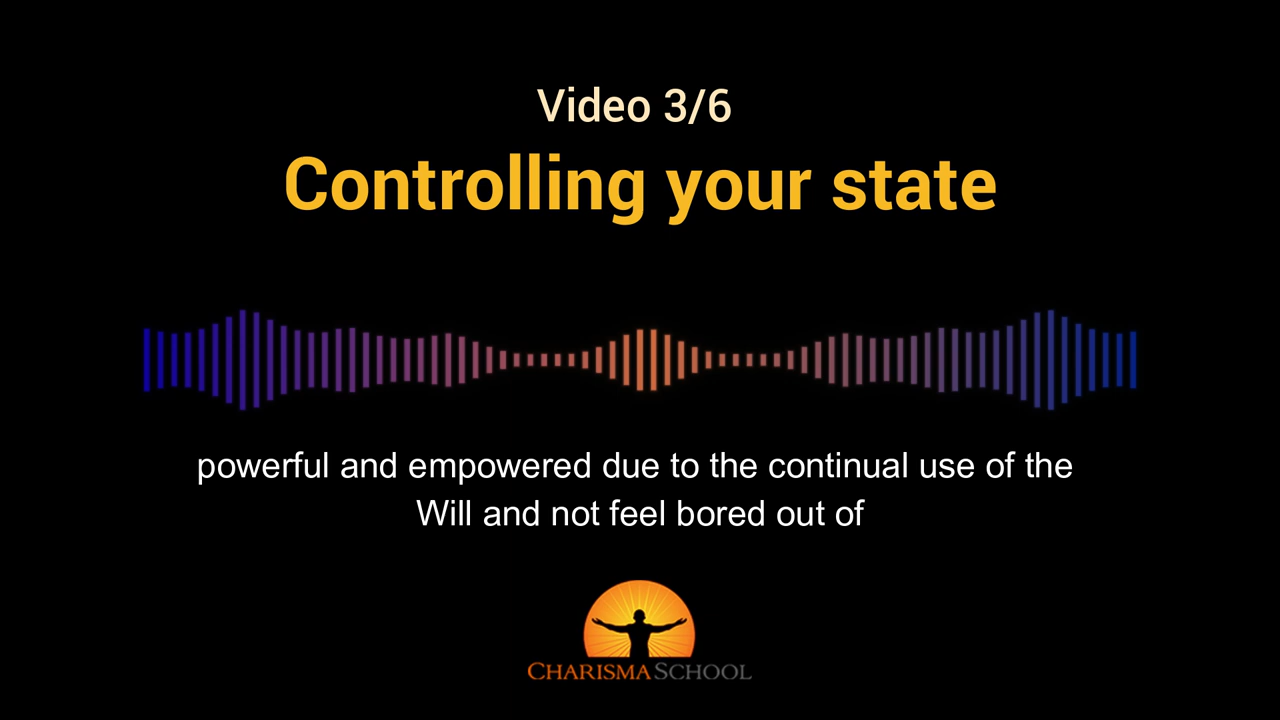 Video 3/6
Controlling your state
powerful and empowered due to the continual use of the
Will and not feel bored out of
CHARISMA SCHOOL